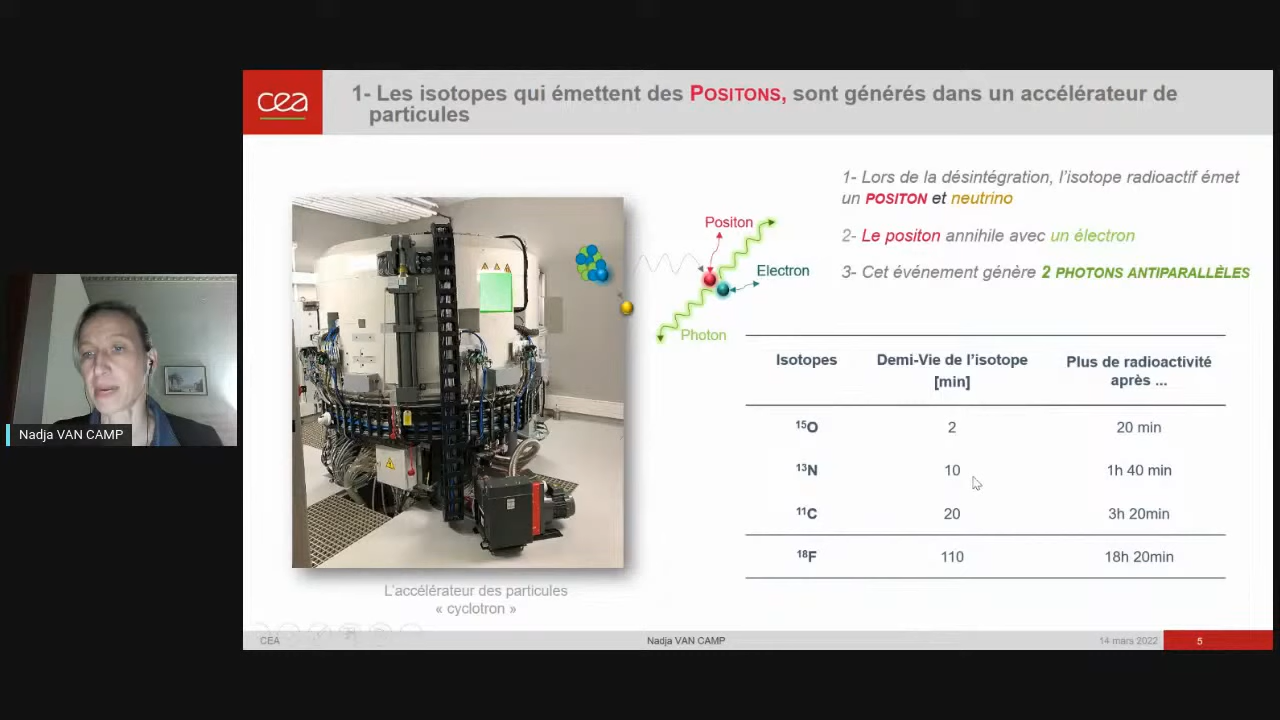 cea
1- Les isotopes qui émettent des POSITONS, sont générés dans un accélérateur de
particules
1- Lors de la désintégration, l’isotope radioactif émet
un POSITON et neutrino
2- Le positon annihile avec un électron
3- Cet événement génère 2 PHOTONS ANTIPARALLÈLES
Positon
Electron
Photon
Isotopes Demi-Vie de l’isotope Plus de radioactivité
[min] après ...
¹⁵O 2 20 min
¹³N 10 1h 40 min
¹¹C 20 3h 20min
¹⁸F 110 18h 20min
L'accélérateur des particules
« cyclotron »
Nadja VAN CAMP
CEA Nadja VAN CAMP 14 mars 2022 5